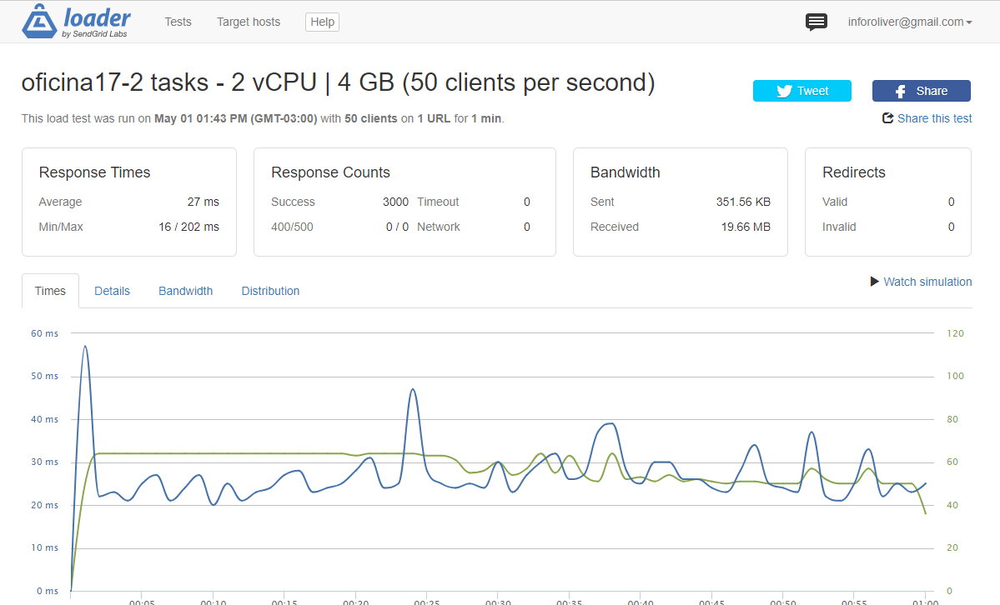 loader
by SendGrid Labs
Tests Target hosts Help
inforoliver@gmail.com
oficina17-2 tasks - 2 vCPU | 4 GB (50 clients per second)
Tweet Share
This load test was run on May 01 01:43 PM (GMT-03:00) with 50 clients on 1 URL for 1 min.
Share this test
Response Times
Average 27 ms
Min/Max 16 / 202 ms
Response Counts
Success 3000 Timeout 0
400/500 0 / 0 Network 0
Bandwidth
Sent 351.56 KB
Received 19.66 MB
Redirects
Valid 0
Invalid 0
Watch simulation
Times Details Bandwidth Distribution
60 ms 120
50 ms 100
40 ms 80
30 ms 60
20 ms 40
10 ms 20
0 ms 0
00:05 00:10 00:15 00:20 00:25 00:30 00:35 00:40 00:45 00:50 00:55 01:00